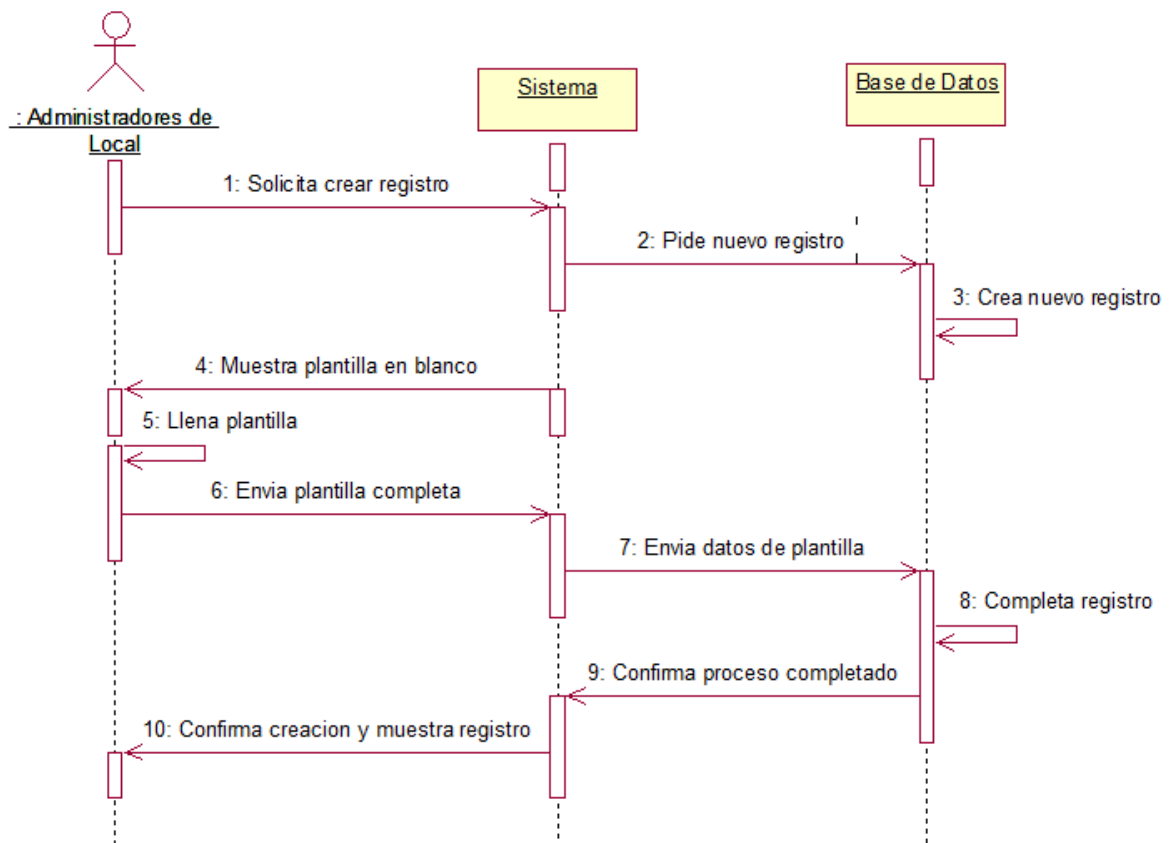 : Administradores de
Local
Sistema
Base de Datos
1: Solicita crear registro
2: Pide nuevo registro
3: Crea nuevo registro
4: Muestra plantilla en blanco
5: Llena plantilla
6: Envia plantilla completa
7: Envia datos de plantilla
8: Completa registro
9: Confirma proceso completado
10: Confirma creacion y muestra registro